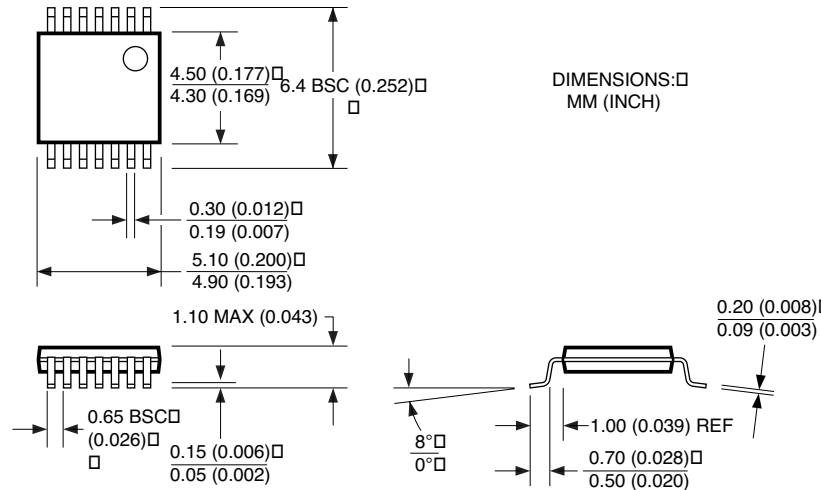 4.50 (0.177)
4.30 (0.169)
6.4 BSC (0.252)
DIMENSIONS:
MM (INCH)
0.30 (0.012)
0.19 (0.007)
5.10 (0.200)
4.90 (0.193)
1.10 MAX (0.043)
0.20 (0.008)
0.09 (0.003)
0.65 BSC
(0.026)
0.15 (0.006)
0.05 (0.002)
8°
0°
1.00 (0.039) REF
0.70 (0.028)
0.50 (0.020)